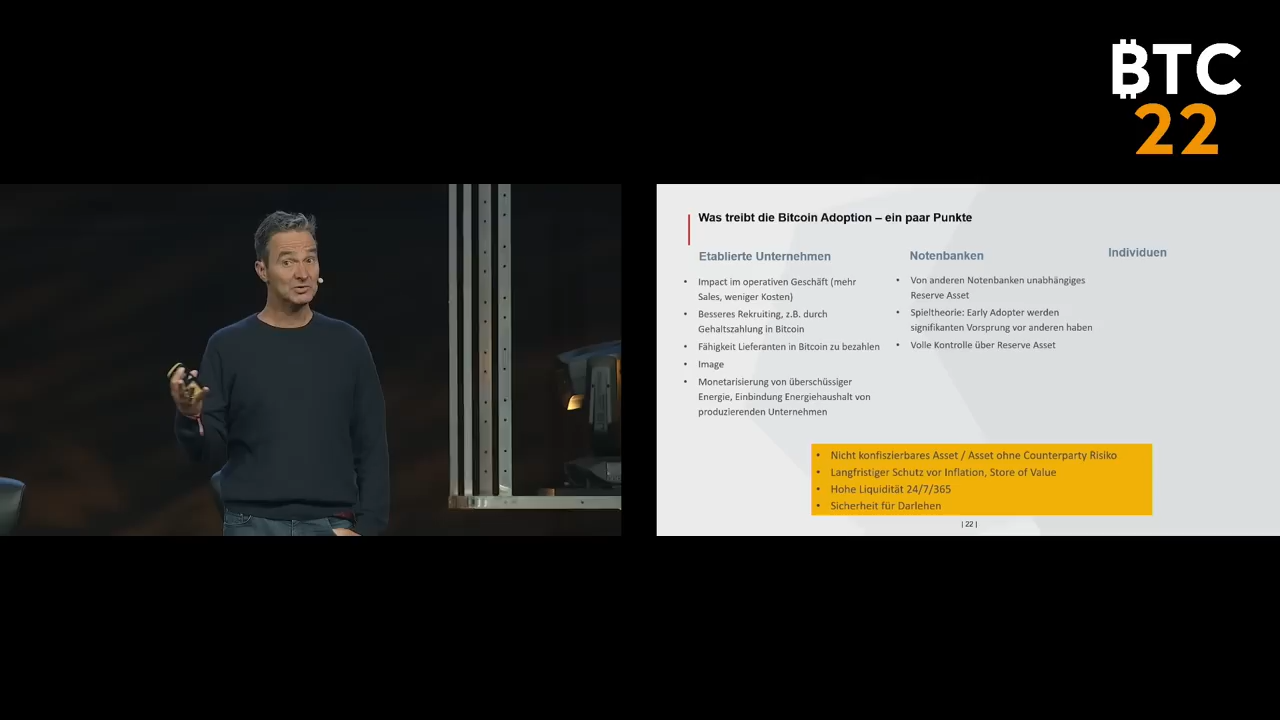 BTC
22
Was treibt die Bitcoin Adoption – ein paar Punkte
Etablierte Unternehmen
• Impact im operativen Geschäft (mehr
Sales, weniger Kosten)
• Besseres Rekruiting, z.B. durch
Gehaltszahlung in Bitcoin
• Fähigkeit Lieferanten in Bitcoin zu bezahlen
• Image
• Monetarisierung von überschüssiger
Energie, Einbindung Energiehaushalt von
produzierenden Unternehmen
Notenbanken
• Von anderen Notenbanken unabhängiges
Reserve Asset
• Spieltheorie: Early Adopter werden
signifikanten Vorsprung vor anderen haben
• Volle Kontrolle über Reserve Asset
Individuen
• Nicht konfiszierbares Asset / Asset ohne Counterparty Risiko
• Langfristiger Schutz vor Inflation, Store of Value
• Hohe Liquidität 24/7/365
• Sicherheit für Darlehen
| 22 |